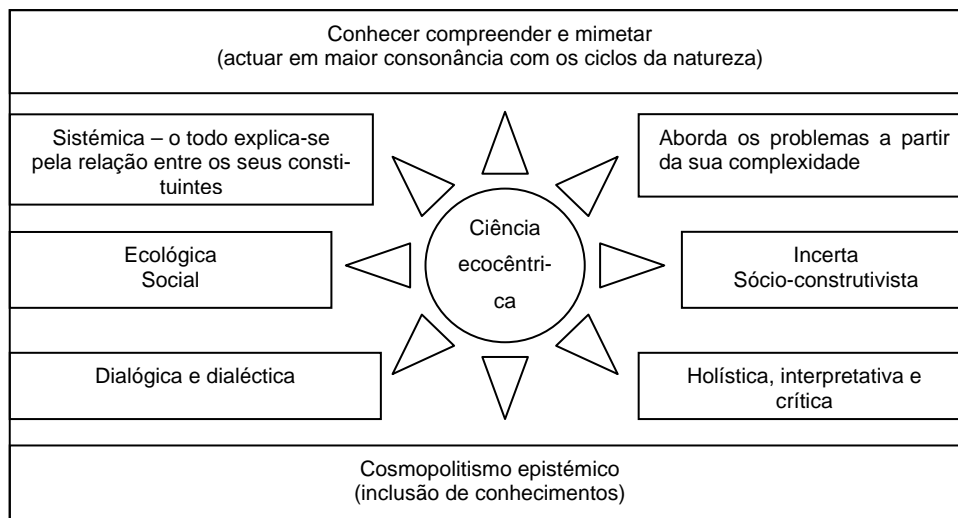 Conhecer compreender e mimetar
(actuar em maior consonância com os ciclos da natureza)
Sistémica – o todo explica-se
pela relação entre os seus consti-
tuintes
Aborda os problemas a partir
da sua complexidade
Ciência
ecocêntri-
ca
Ecológica
Social
Incerta
Sócio-construtivista
Dialógica e dialéctica
Holística, interpretativa e
crítica
Cosmopolitismo epistémico
(inclusão de conhecimentos)